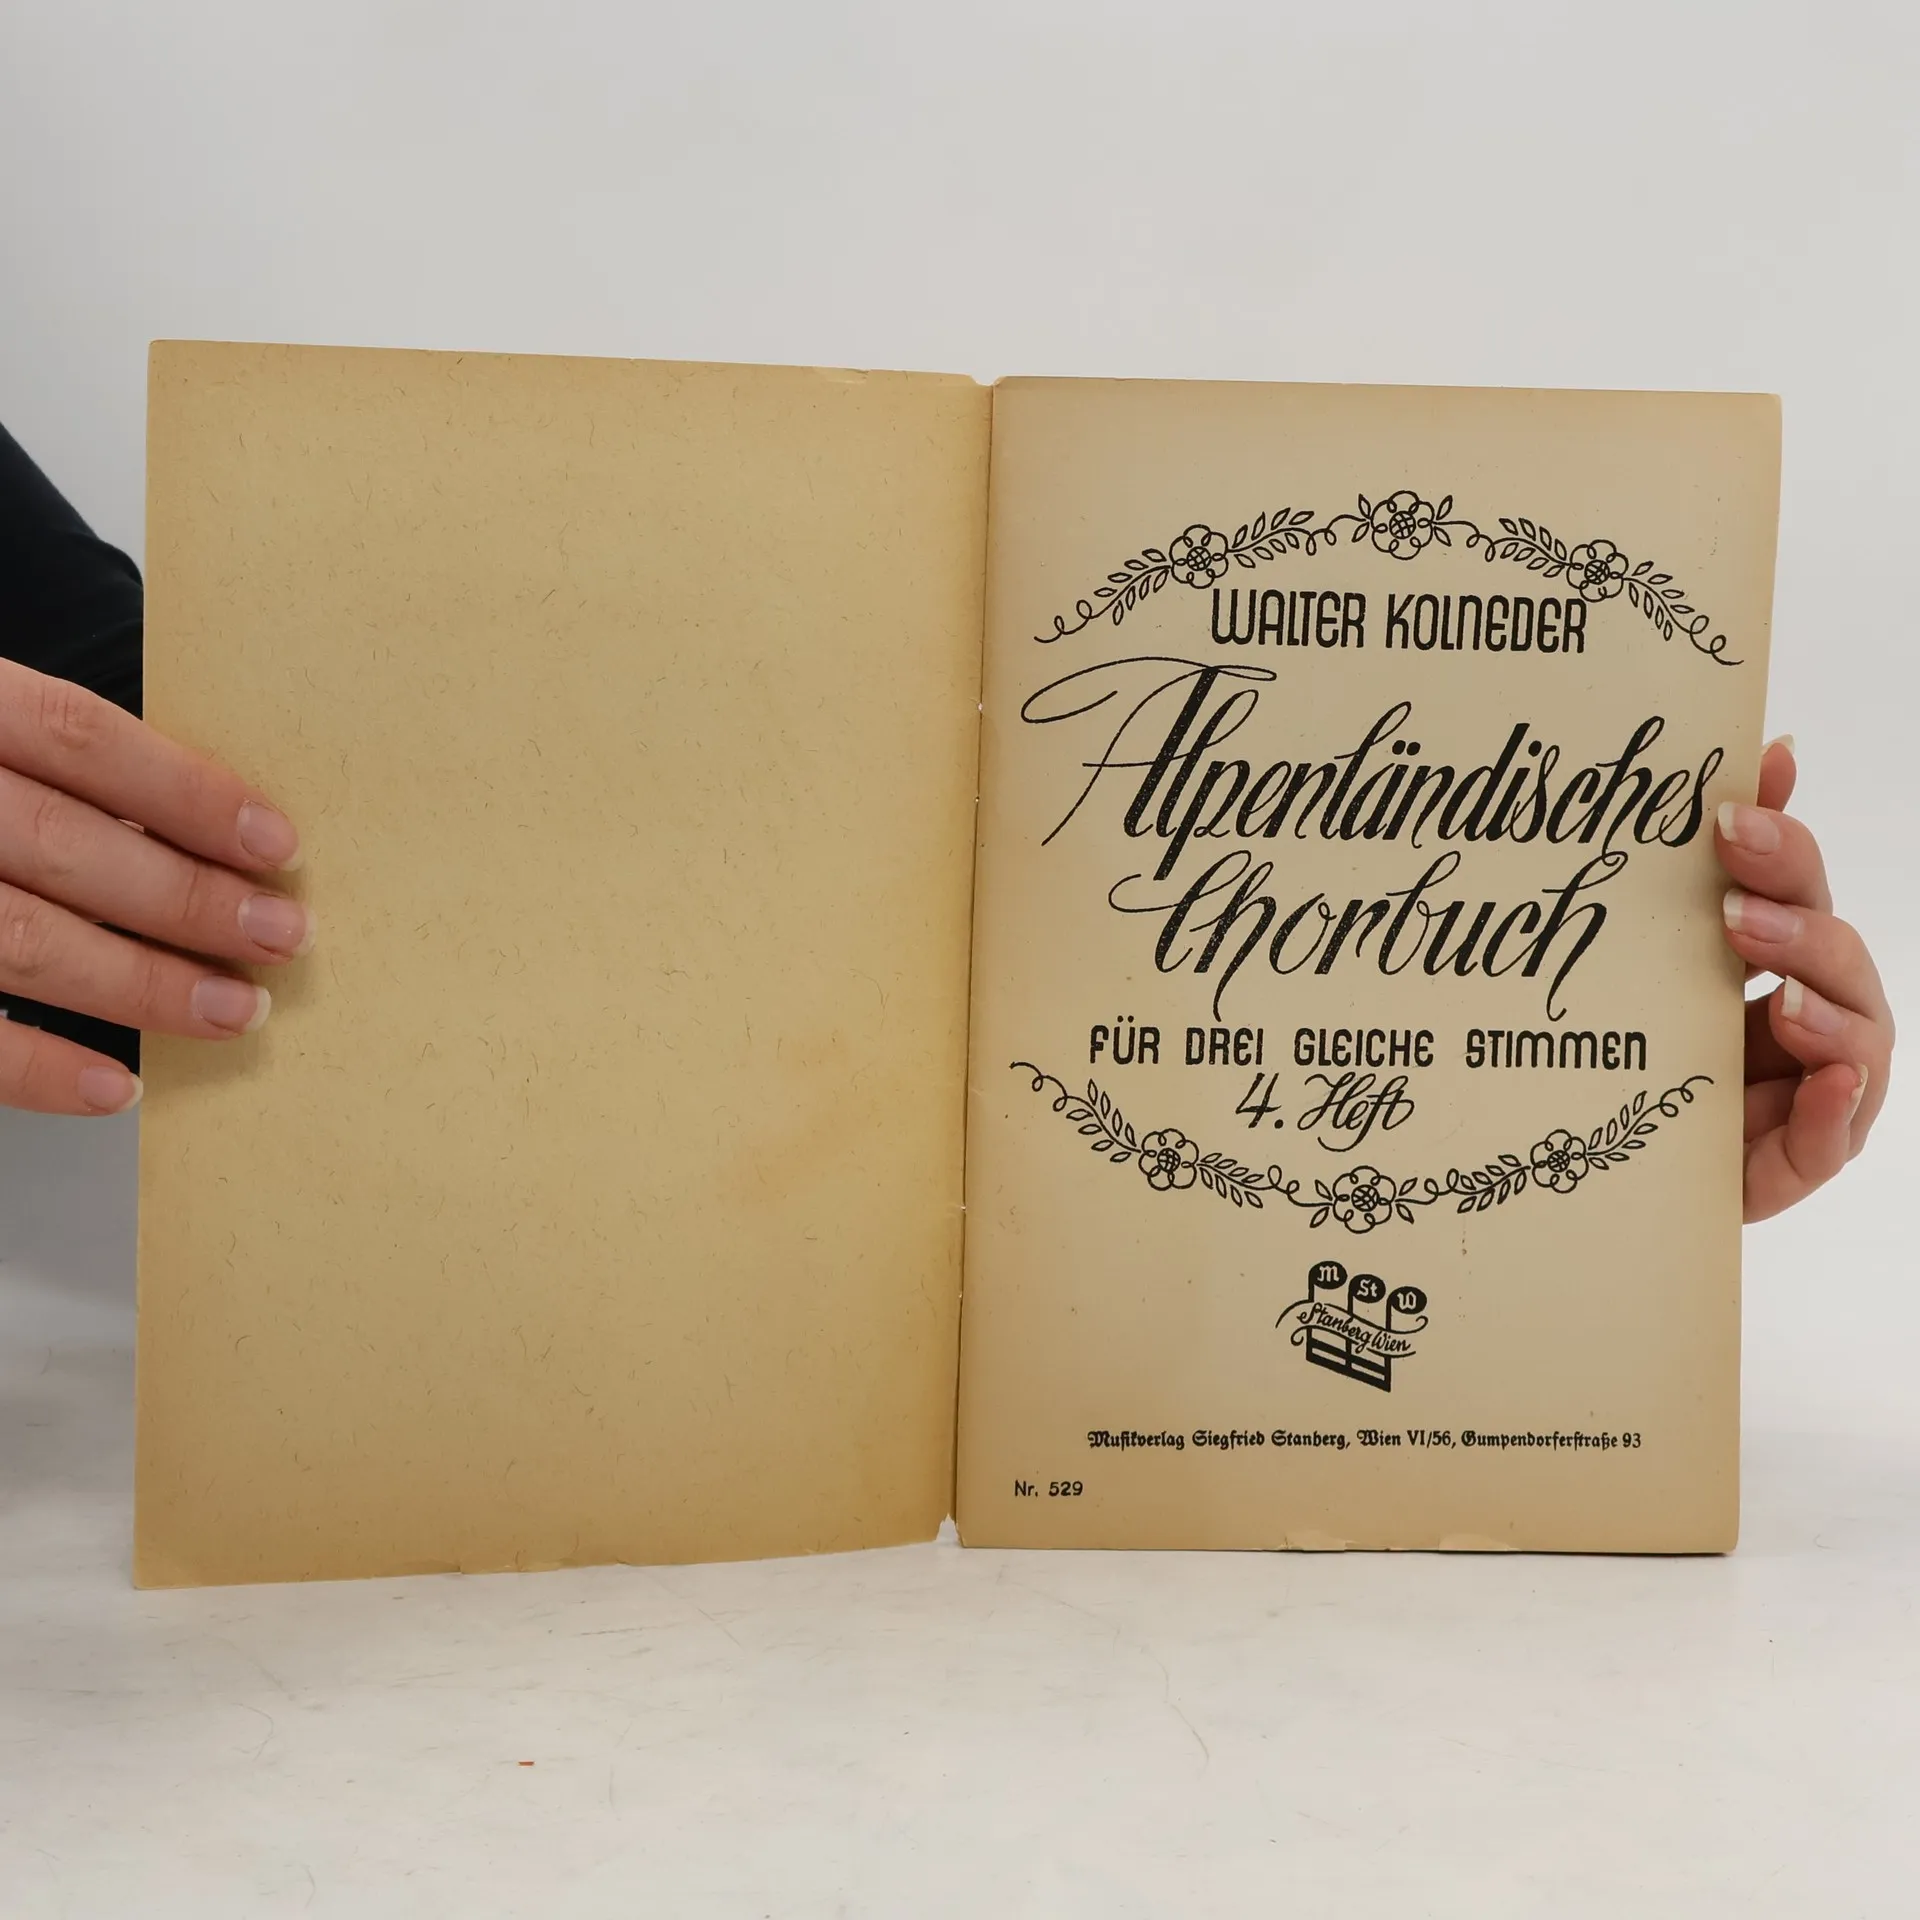 WALTER KOLNEDER
Alpenländisches
Chorbuch
FÜR DREI GLEICHE STIMMEN
4. Heft
M St W
Stanberg Wien
Musikverlag Siegfried Stanberg, Wien VI/56, Gumpendorferstraße 93
Nr. 529